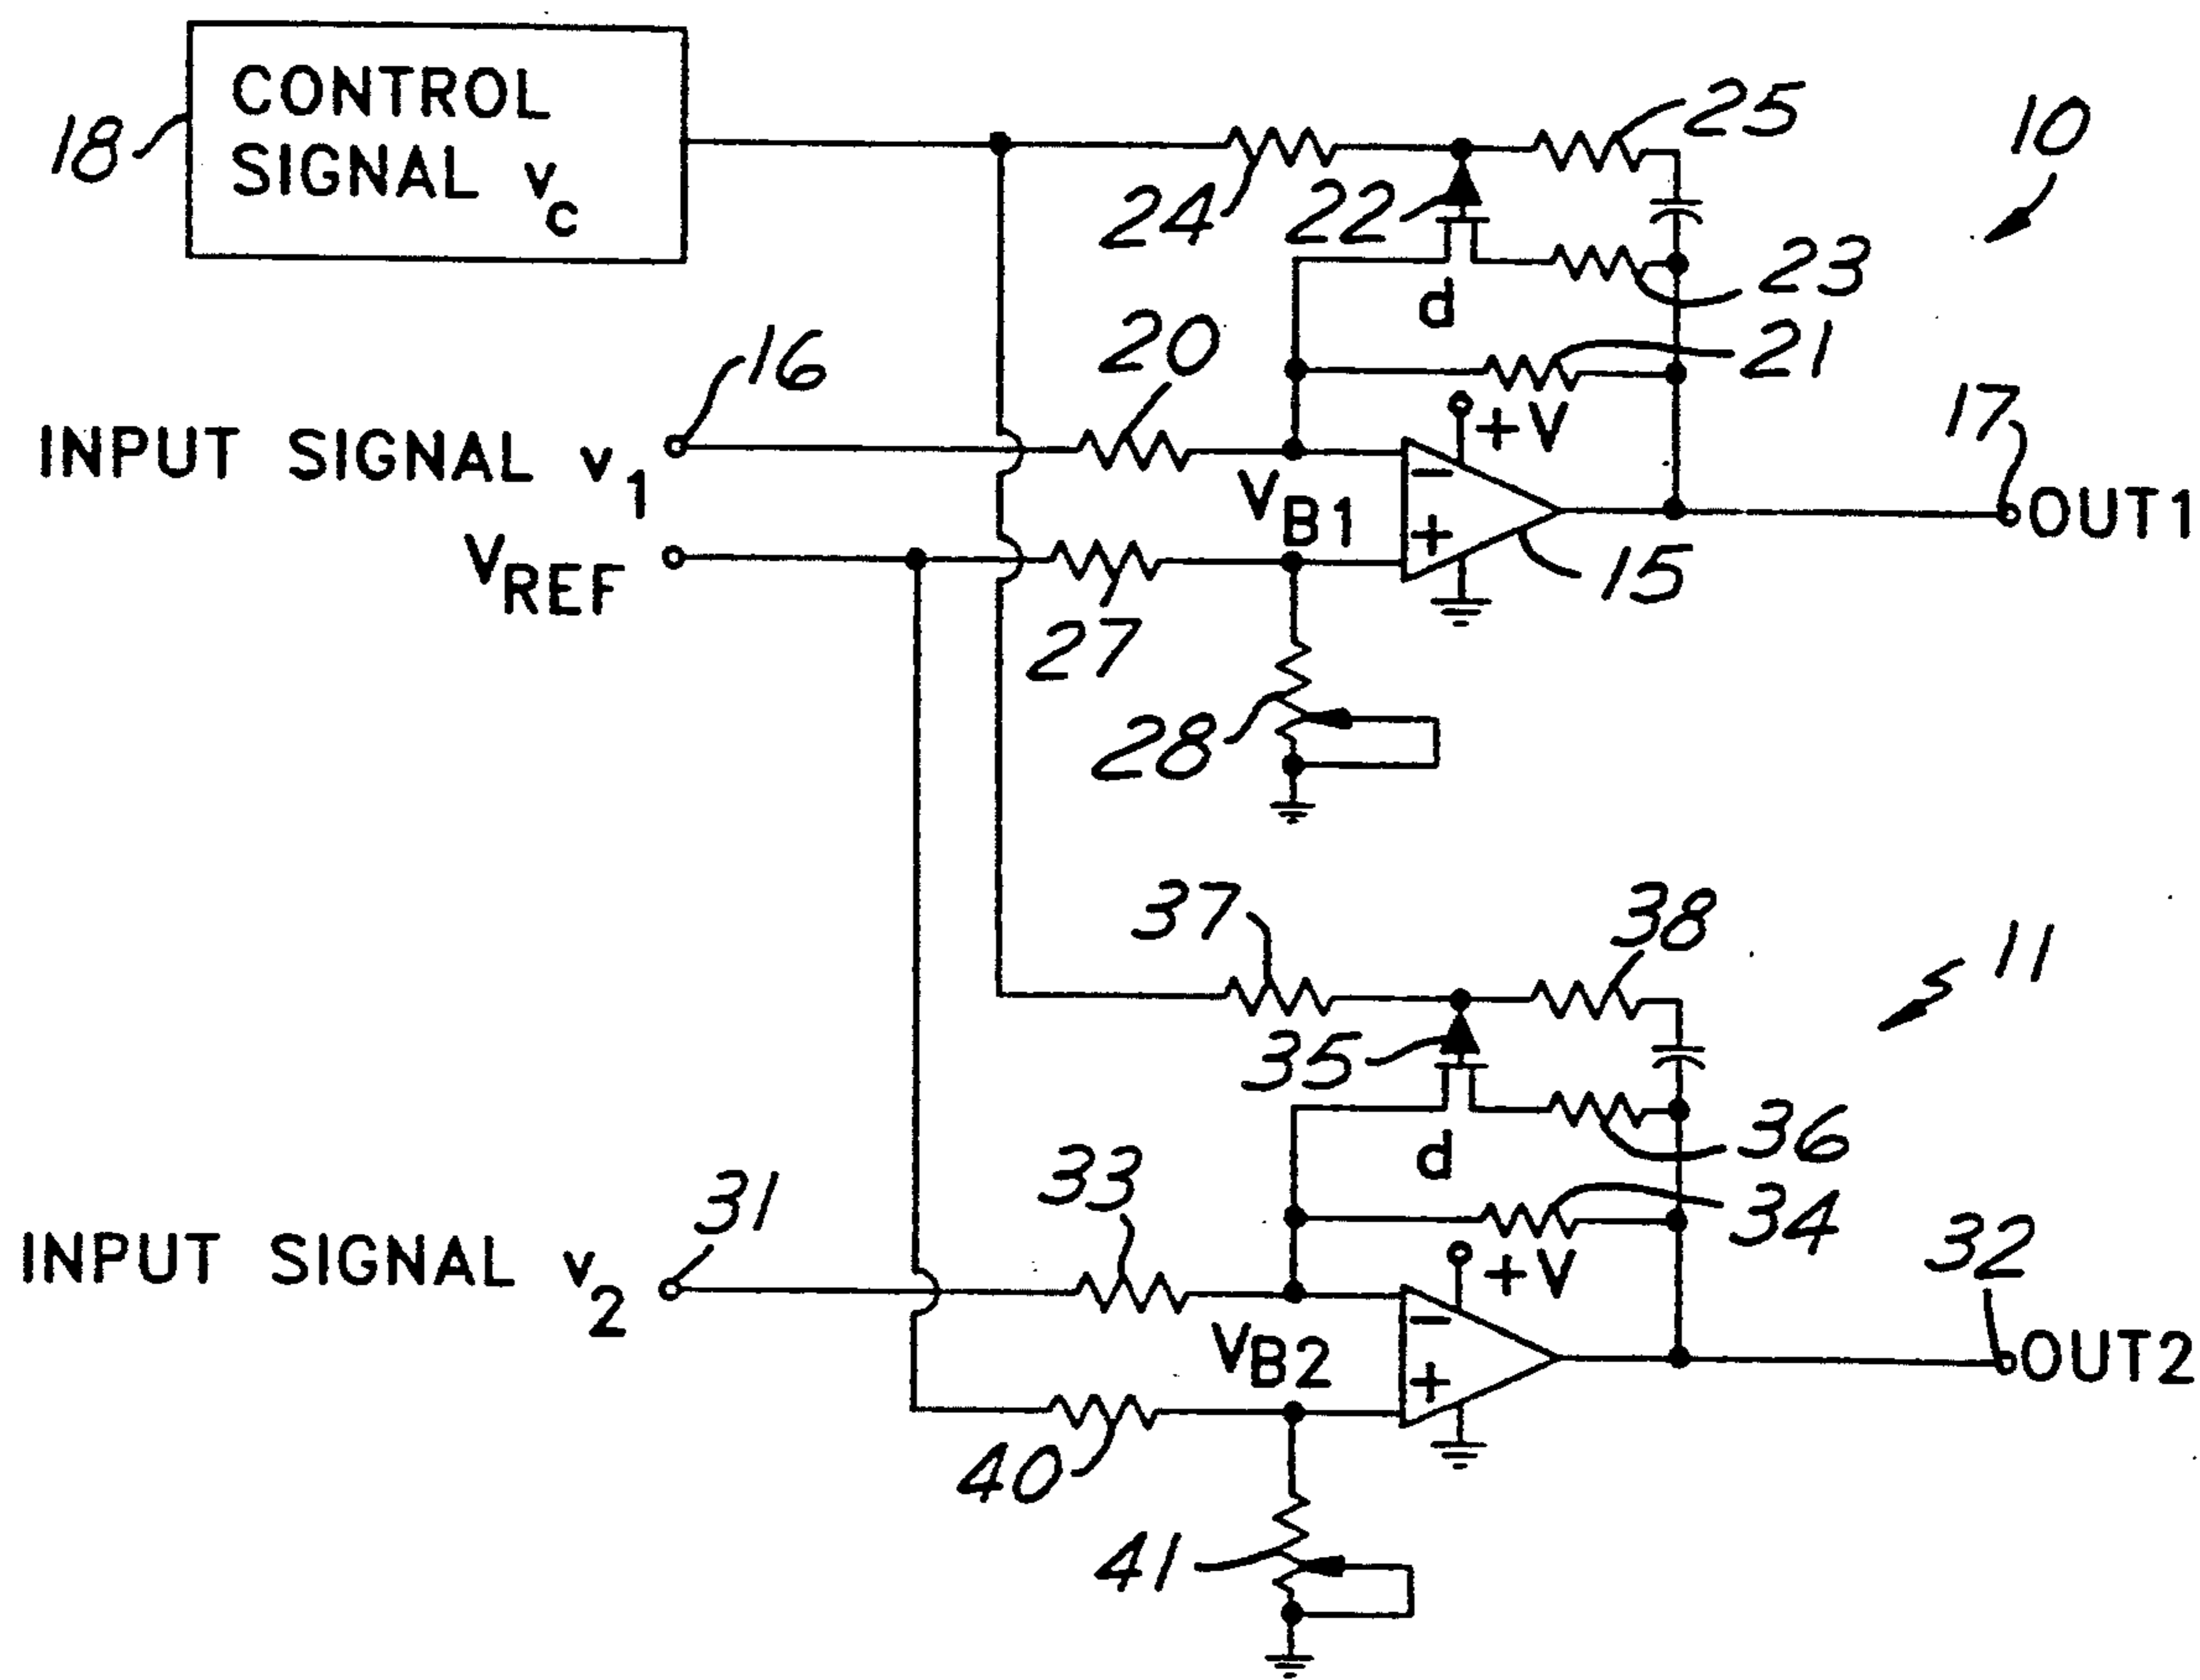 CONTROL
SIGNAL vc
18
25
10
24
22
23
d
20
21
16
+V
17
INPUT SIGNAL v1
−
VB1
OUT1
VREF
+
15
27
28
37
38
11
35
36
d
33
34
31
32
+V
INPUT SIGNAL v2
−
VB2
OUT2
+
40
41